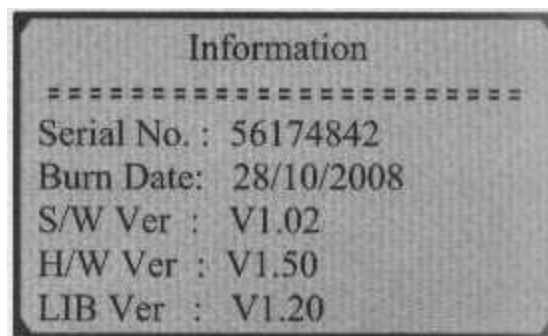 Information
=======================
Serial No. : 56174842
Burn Date: 28/10/2008
S/W Ver : V1.02
H/W Ver : V1.50
LIB Ver : V1.20